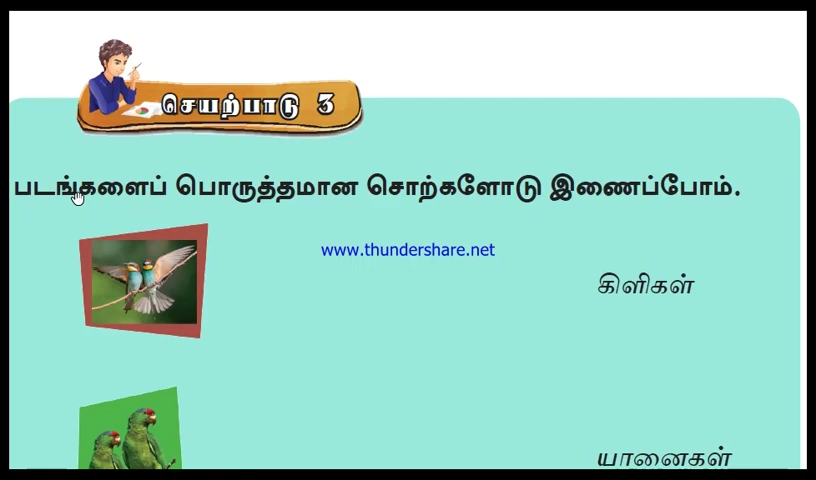 செயற்பாடு 3
படங்களைப் பொருத்தமான சொற்களோடு இணைப்போம்.
www.thundershare.net
கிளிகள்
யானைகள்